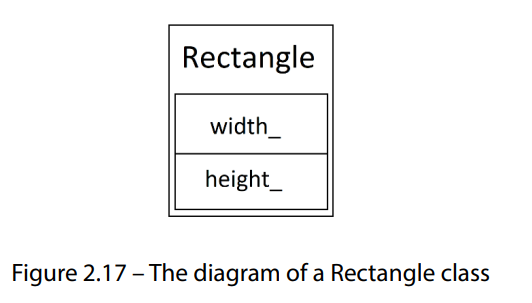 Rectangle
width_
height_
Figure 2.17 – The diagram of a Rectangle class